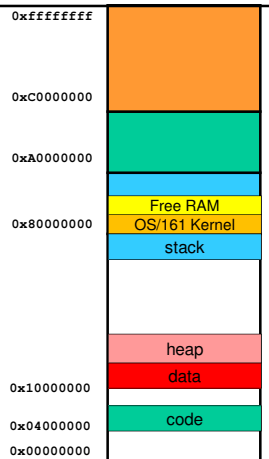 0xffffffff
0xC0000000
0xA0000000
Free RAM
0x80000000
OS/161 Kernel
stack
heap
data
0x10000000
code
0x04000000
0x00000000